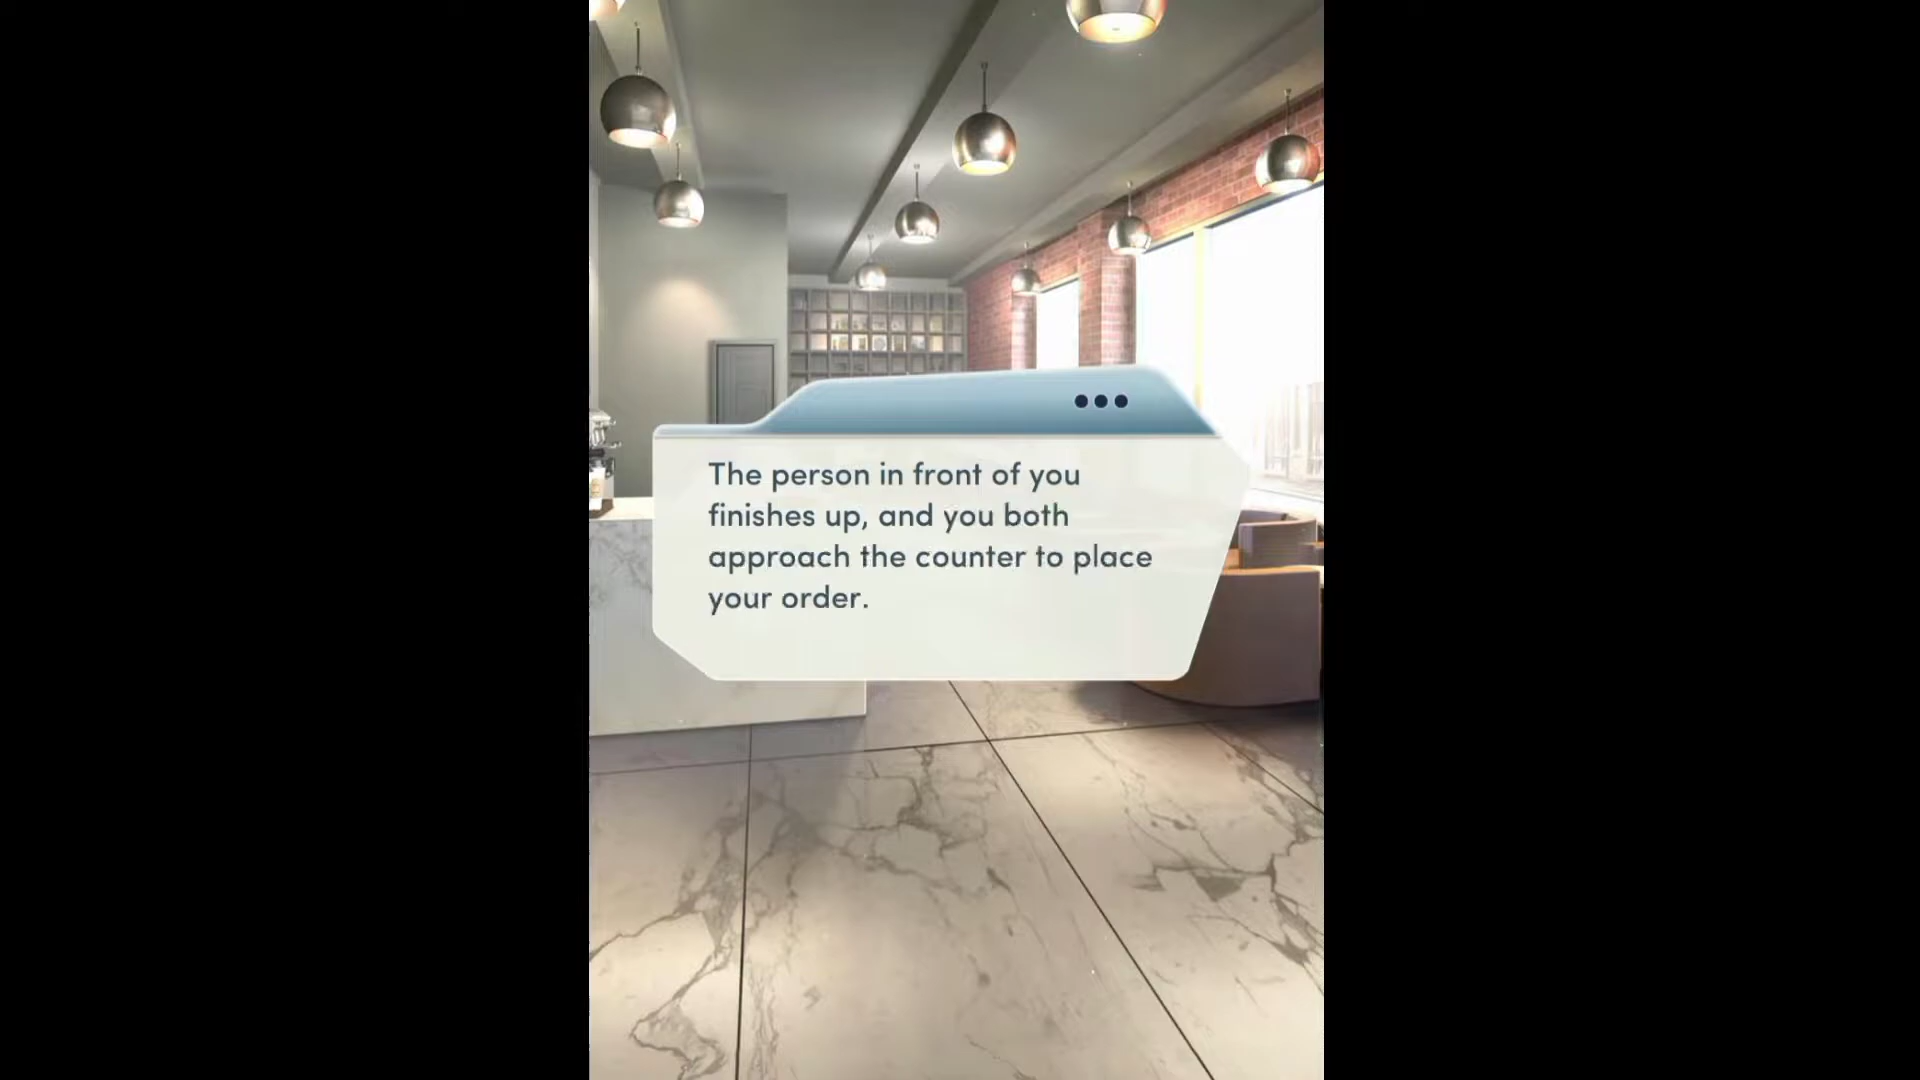 The person in front of you
finishes up, and you both
approach the counter to place
your order.